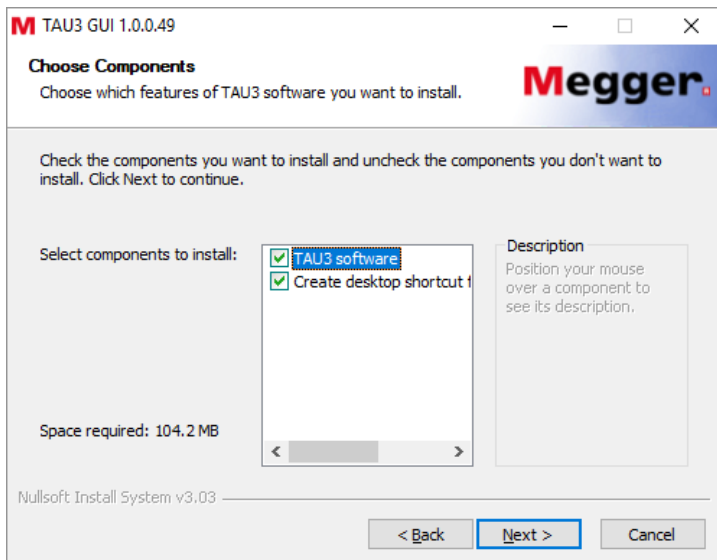 TAU3 GUI 1.0.0.49
Choose Components
Choose which features of TAU3 software you want to install.
Megger
Check the components you want to install and uncheck the components you don't want to
install. Click Next to continue.
Select components to install:
TAU3 software
Create desktop shortcut
Description
Position your mouse
over a component to
see its description.
Space required: 104.2 MB
Nullsoft Install System v3.03
< Back
Next >
Cancel